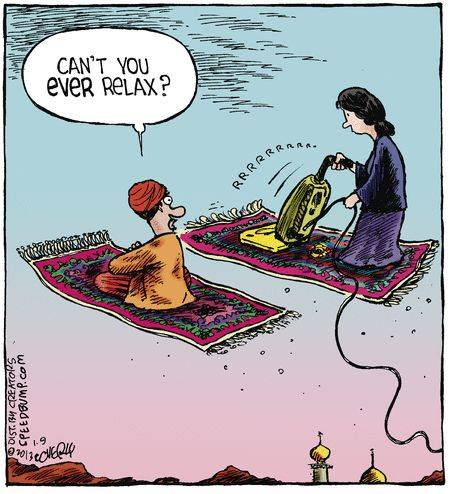 CAN'T YOU
EVER RELAX?
RRRRRRRRR..
© 2013 DIST. BY CREATORS
SPEEDBUMP.COM
1.9
COVERLY